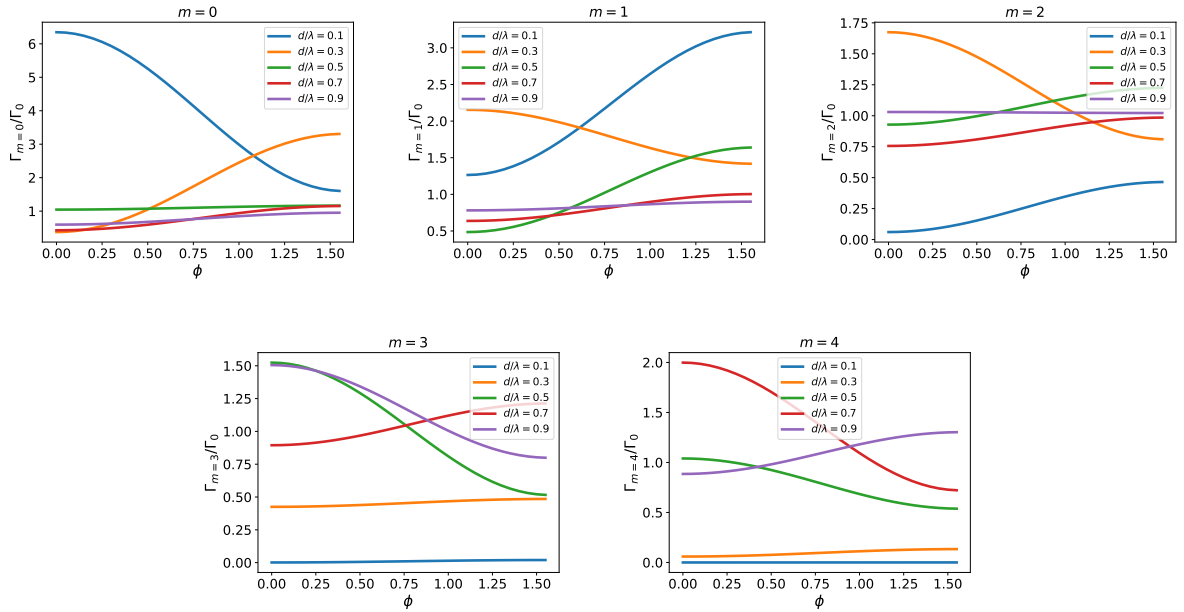 m = 0
Γ_{m=0}/Γ_0
6
5
4
3
2
1
d/λ = 0.1
d/λ = 0.3
d/λ = 0.5
d/λ = 0.7
d/λ = 0.9
0.00 0.25 0.50 0.75 1.00 1.25 1.50
ϕ
m = 1
Γ_{m=1}/Γ_0
3.0
2.5
2.0
1.5
1.0
0.5
d/λ = 0.1
d/λ = 0.3
d/λ = 0.5
d/λ = 0.7
d/λ = 0.9
0.00 0.25 0.50 0.75 1.00 1.25 1.50
ϕ
m = 2
Γ_{m=2}/Γ_0
1.75
1.50
1.25
1.00
0.75
0.50
0.25
0.00
d/λ = 0.1
d/λ = 0.3
d/λ = 0.5
d/λ = 0.7
d/λ = 0.9
0.00 0.25 0.50 0.75 1.00 1.25 1.50
ϕ
m = 3
Γ_{m=3}/Γ_0
1.50
1.25
1.00
0.75
0.50
0.25
0.00
d/λ = 0.1
d/λ = 0.3
d/λ = 0.5
d/λ = 0.7
d/λ = 0.9
0.00 0.25 0.50 0.75 1.00 1.25 1.50
ϕ
m = 4
Γ_{m=4}/Γ_0
2.0
1.5
1.0
0.5
0.0
d/λ = 0.1
d/λ = 0.3
d/λ = 0.5
d/λ = 0.7
d/λ = 0.9
0.00 0.25 0.50 0.75 1.00 1.25 1.50
ϕ